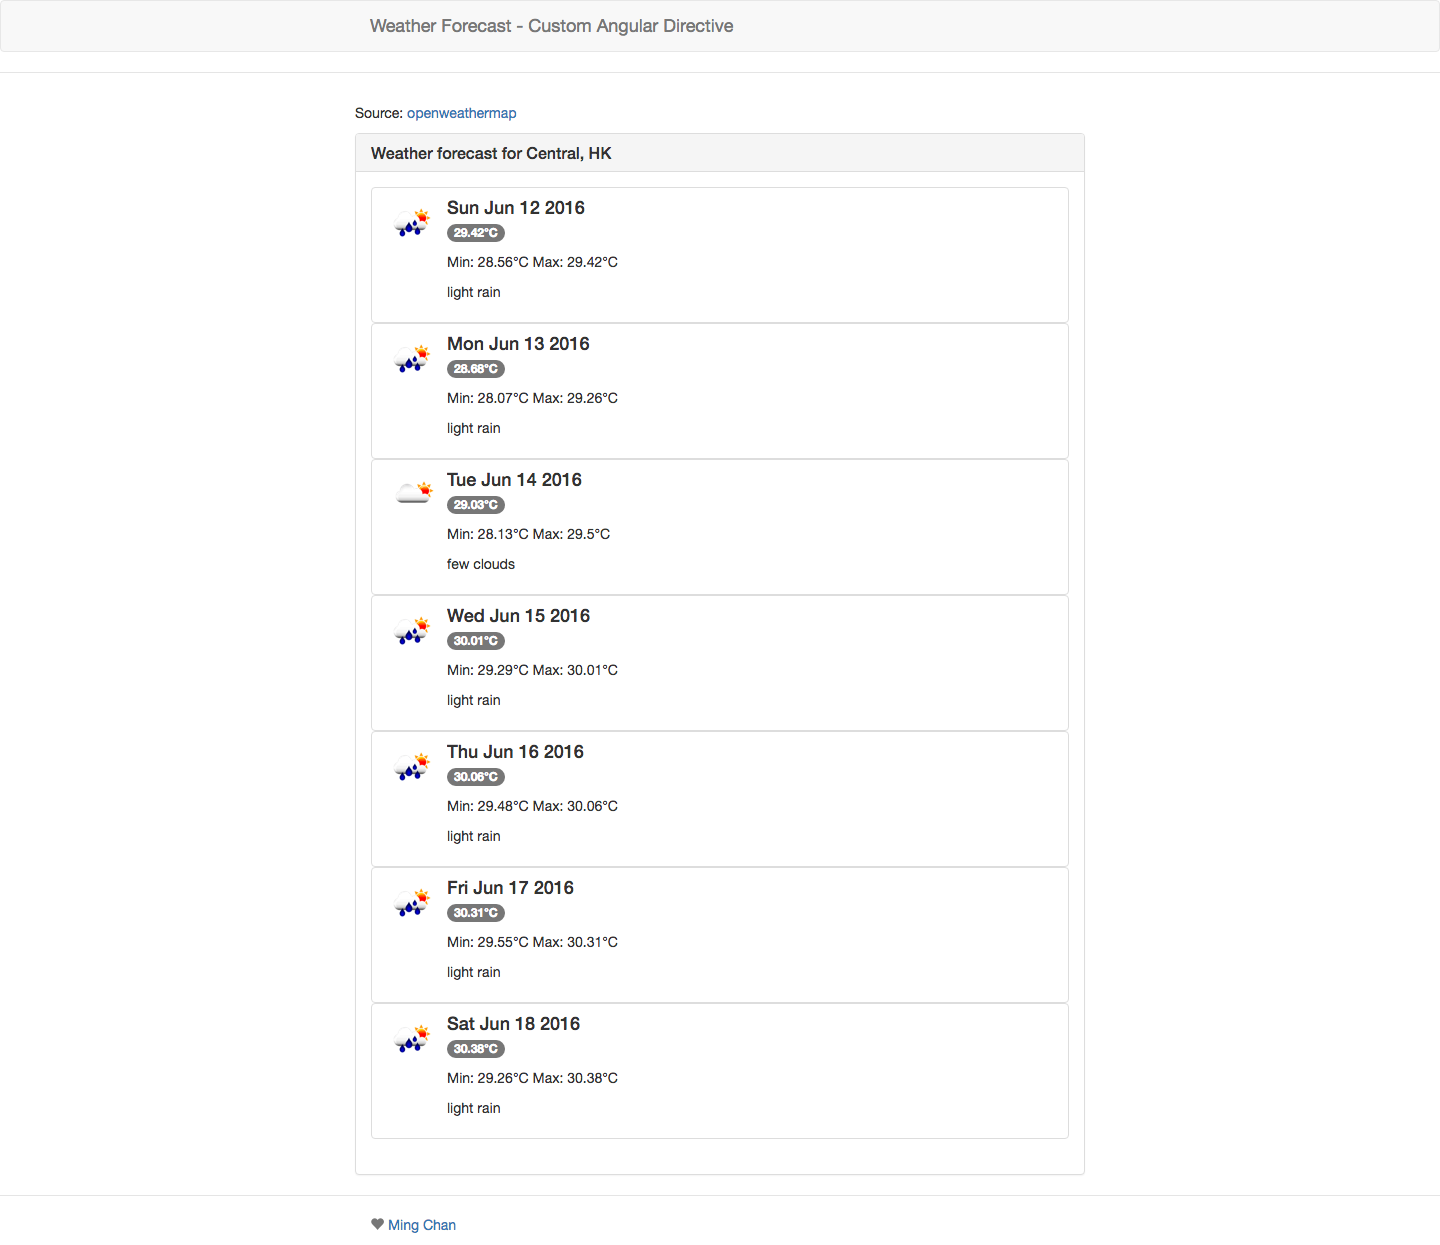 Weather Forecast - Custom Angular Directive
Source: openweathermap
Weather forecast for Central, HK
Sun Jun 12 2016
29.42°C
Min: 28.56°C Max: 29.42°C
light rain
Mon Jun 13 2016
28.68°C
Min: 28.07°C Max: 29.26°C
light rain
Tue Jun 14 2016
29.03°C
Min: 28.13°C Max: 29.5°C
few clouds
Wed Jun 15 2016
30.01°C
Min: 29.29°C Max: 30.01°C
light rain
Thu Jun 16 2016
30.06°C
Min: 29.48°C Max: 30.06°C
light rain
Fri Jun 17 2016
30.31°C
Min: 29.55°C Max: 30.31°C
light rain
Sat Jun 18 2016
30.38°C
Min: 29.26°C Max: 30.38°C
light rain
Ming Chan